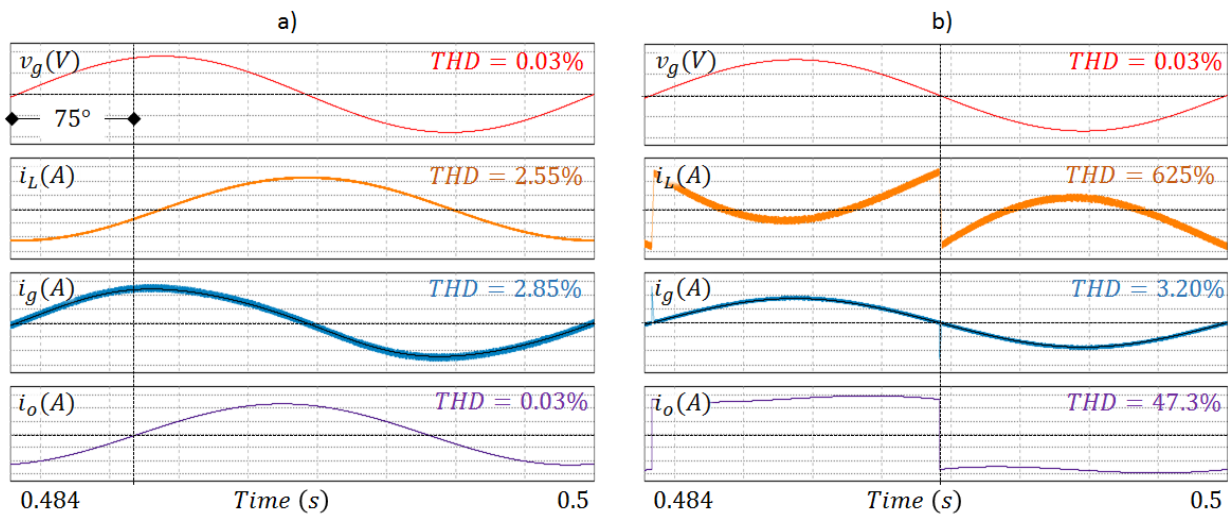 a)
v_g(V)
THD = 0.03%
75°
i_L(A)
THD = 2.55%
i_g(A)
THD = 2.85%
i_o(A)
THD = 0.03%
0.484
Time (s)
0.5
b)
v_g(V)
THD = 0.03%
i_L(A)
THD = 625%
i_g(A)
THD = 3.20%
i_o(A)
THD = 47.3%
0.484
Time (s)
0.5